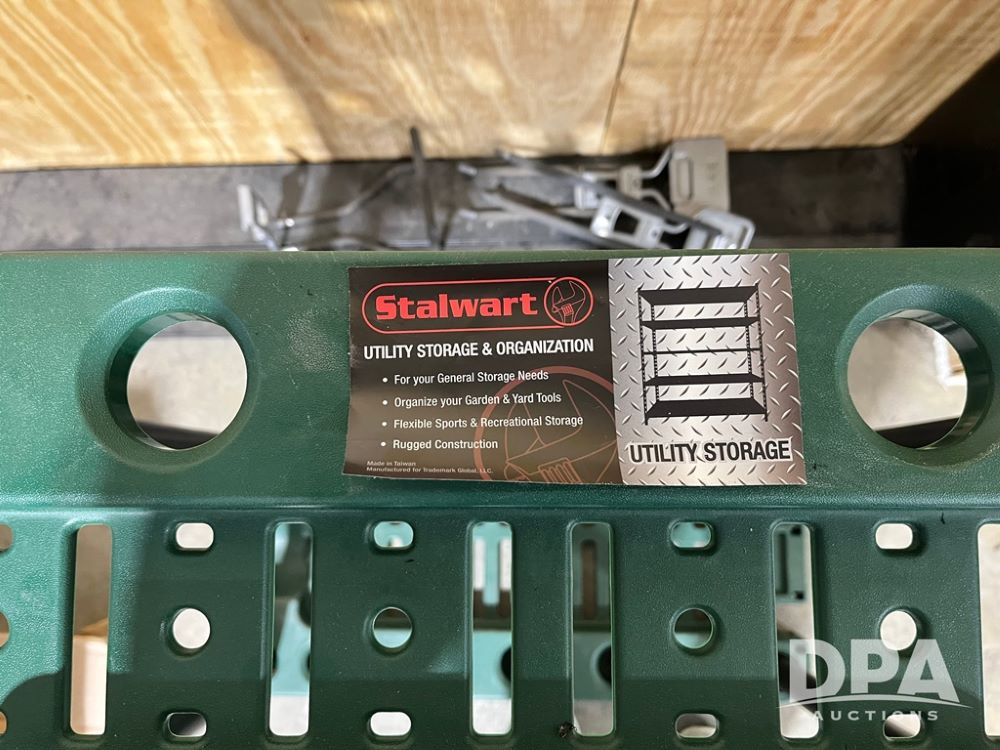 Stalwart
UTILITY STORAGE & ORGANIZATION
• For your General Storage Needs
• Organize your Garden & Yard Tools
• Flexible Sports & Recreational Storage
• Rugged Construction
Made in Taiwan
Manufactured for Trademark Global, LLC.
UTILITY STORAGE
DPA
AUCTIONS